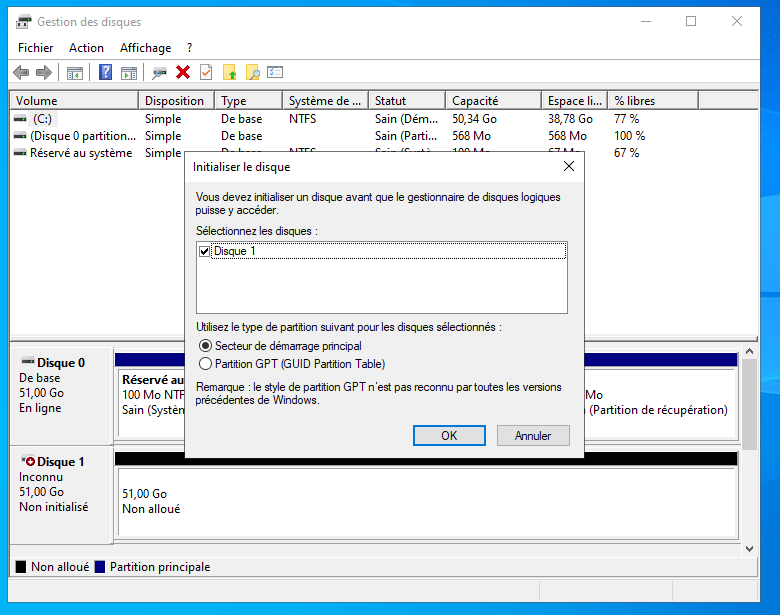 Gestion des disques
Fichier Action Affichage ?
Volume Disposition Type Système de ... Statut Capacité Espace li... % libres
(C:) Simple De base NTFS Sain (Dém... 50,34 Go 38,78 Go 77 %
(Disque 0 partition... Simple De base Sain (Parti... 568 Mo 568 Mo 100 %
Réservé au système Simple 67 %
Initialiser le disque
Vous devez initialiser un disque avant que le gestionnaire de disques logiques
puisse y accéder.
Sélectionnez les disques :
Disque 1
Utilisez le type de partition suivant pour les disques sélectionnés :
Secteur de démarrage principal
Partition GPT (GUID Partition Table)
Remarque : le style de partition GPT n'est pas reconnu par toutes les versions
précédentes de Windows.
OK Annuler
Disque 0
De base
51,00 Go
En ligne
Réservé au
100 Mo NTF
Sain (Systèn
Mo
(Partition de récupération)
Disque 1
Inconnu
51,00 Go
Non initialisé
51,00 Go
Non alloué
Non alloué Partition principale